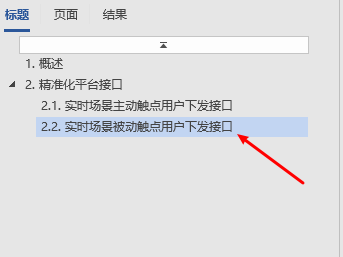 标题 页面 结果
1. 概述
2. 精准化平台接口
2.1. 实时场景主动触点用户下发接口
2.2. 实时场景被动触点用户下发接口